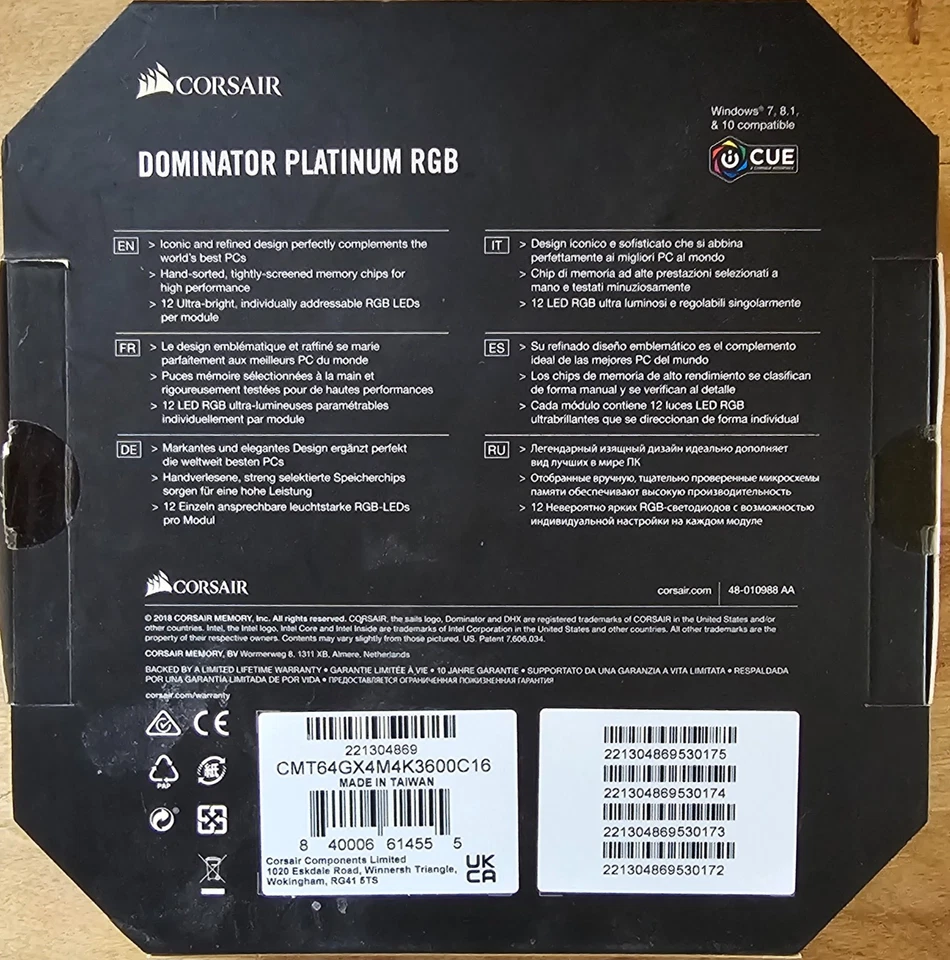 CORSAIR
Windows® 7, 8.1,
& 10 compatible
DOMINATOR PLATINUM RGB
iCUE
EN
> Iconic and refined design perfectly complements the
world's best PCs
> Hand-sorted, tightly-screened memory chips for
high performance
> 12 Ultra-bright, individually addressable RGB LEDs
per module
IT
> Design iconico e sofisticato che si abbina
perfettamente ai migliori PC al mondo
> Chip di memoria ad alte prestazioni selezionati a
mano e testati minuziosamente
> 12 LED RGB ultra luminosi e regolabili singolarmente
FR
> Le design emblématique et raffiné se marie
parfaitement aux meilleurs PC du monde
> Puces mémoire sélectionnées à la main et
rigoureusement testées pour de hautes performances
> 12 LED RGB ultra-lumineuses paramétrables
individuellement par module
ES
> Su refinado diseño emblemático es el complemento
ideal de las mejores PC del mundo
> Los chips de memoria de alto rendimiento se clasifican
de forma manual y se verifican al detalle
> Cada módulo contiene 12 luces LED RGB
ultrabrillantes que se direccionan de forma individual
DE
> Markantes und elegantes Design ergänzt perfekt
die weltweit besten PCs
> Handverlesene, streng selektierte Speicherchips
sorgen für eine hohe Leistung
> 12 Einzeln ansprechbare leuchtstarke RGB-LEDs
pro Modul
RU
> Легендарный изящный дизайн идеально дополняет
вид лучших в мире ПК
> Отобранные вручную, тщательно проверенные микросхемы
памяти обеспечивают высокую производительность
> 12 Невероятно ярких RGB-светодиодов с возможностью
индивидуальной настройки на каждом модуле
CORSAIR
corsair.com
48-010988 AA
© 2018 CORSAIR MEMORY, Inc. All rights reserved. CORSAIR, the sails logo, Dominator and DHX are registered trademarks of CORSAIR in the United States and/or
other countries. Intel, the Intel logo, Intel Core and Intel Inside are trademarks of Intel Corporation in the United States and other countries. All other trademarks are the
property of their respective owners. Contents may vary slightly from those pictured. US. Patent 7,606,034.
CORSAIR MEMORY, BV Wormerweg 8, 1311 XB, Almere, Netherlands
BACKED BY A LIMITED LIFETIME WARRANTY • GARANTIE LIMITÉE À VIE • 10 JAHRE GARANTIE • SUPPORTATO DA UNA GARANZIA A VITA LIMITATA • RESPALDADA
POR UNA GARANTÍA LIMITADA DE POR VIDA • ПРЕДОСТАВЛЯЕТСЯ ОГРАНИЧЕННАЯ ПОЖИЗНЕННАЯ ГАРАНТИЯ
corsair.com/warranty
CE
PAP
紙
221304869
CMT64GX4M4K3600C16
MADE IN TAIWAN
8 40006 61455 5
Corsair Components Limited
1020 Eskdale Road, Winnersh Triangle,
Wokingham, RG41 5TS
UK
CA
221304869530175
221304869530174
221304869530173
221304869530172